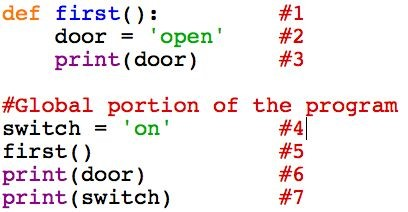 def first():         #1
    door = 'open'    #2
    print(door)      #3

#Global portion of the program
switch = 'on'        #4
first()              #5
print(door)          #6
print(switch)        #7